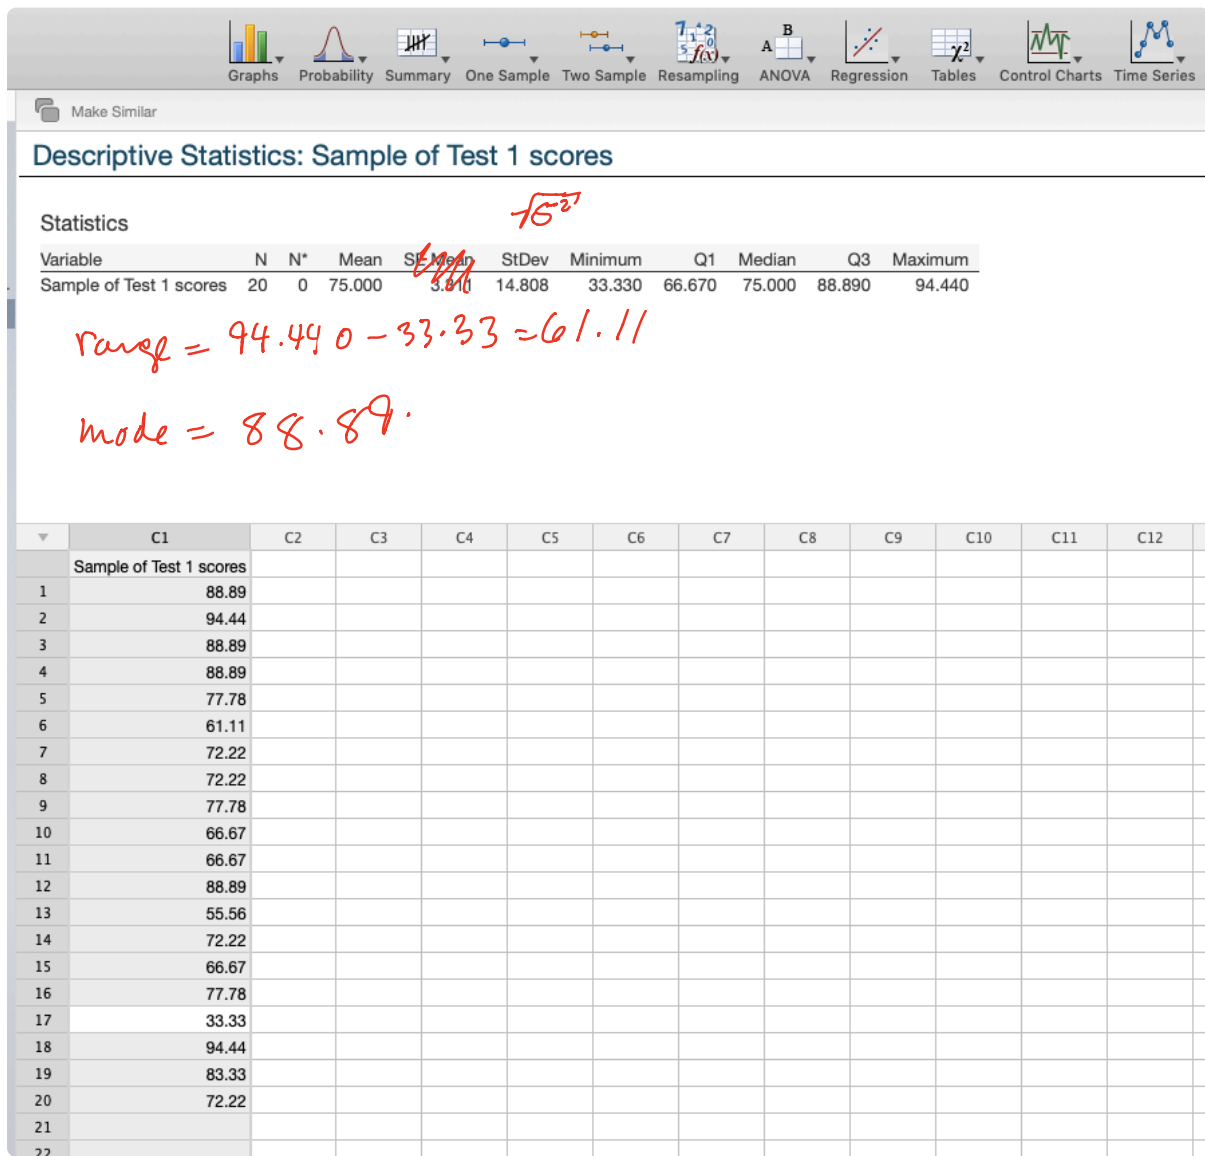 Graphs Probability Summary One Sample Two Sample Resampling ANOVA Regression Tables Control Charts Time Series
Make Similar
Descriptive Statistics: Sample of Test 1 scores
Statistics
Variable N N* Mean SE Mean StDev Minimum Q1 Median Q3 Maximum
Sample of Test 1 scores 20 0 75.000 3.311 14.808 33.330 66.670 75.000 88.890 94.440
range = 94.440 - 33.33 = 61.11
mode = 88.89.
C1 C2 C3 C4 C5 C6 C7 C8 C9 C10 C11 C12
Sample of Test 1 scores
1 88.89
2 94.44
3 88.89
4 88.89
5 77.78
6 61.11
7 72.22
8 72.22
9 77.78
10 66.67
11 66.67
12 88.89
13 55.56
14 72.22
15 66.67
16 77.78
17 33.33
18 94.44
19 83.33
20 72.22
21
22